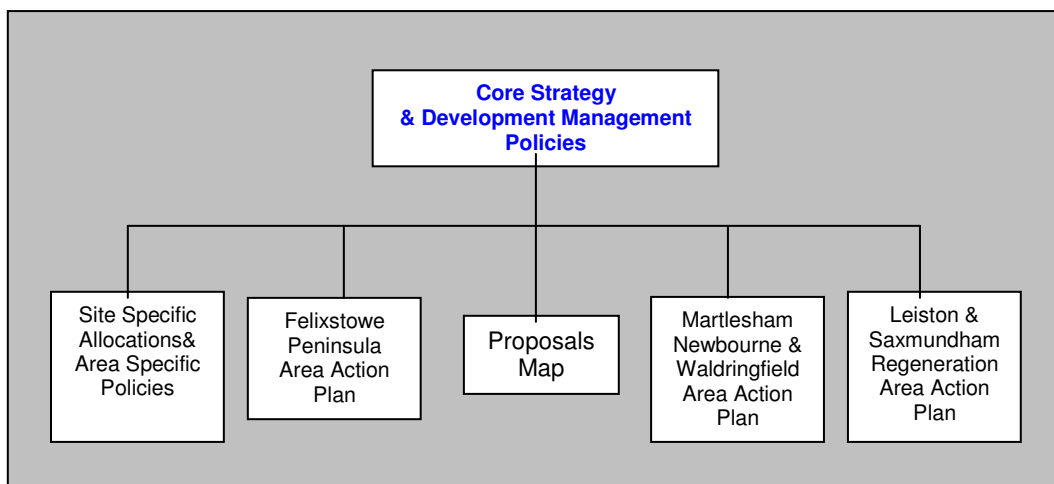 Core Strategy
& Development Management
Policies
Site Specific
Allocations&
Area Specific
Policies
Felixstowe
Peninsula
Area Action
Plan
Proposals
Map
Martlesham
Newbourne &
Waldringfield
Area Action
Plan
Leiston &
Saxmundham
Regeneration
Area Action
Plan